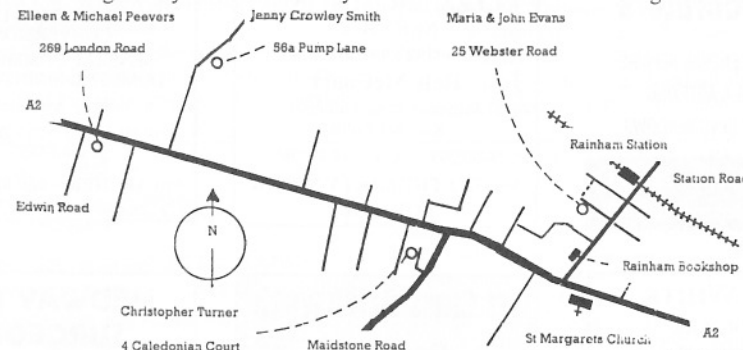 Eileen & Michael Peevers
269 London Road
Jenny Crowley Smith
56a Pump Lane
Maria & John Evans
25 Webster Road
A2
Rainham Station
Station Road
Edwin Road
N
Rainham Bookshop
Christopher Turner
4 Caledonian Court
Maidstone Road
St Margarets Church
A2